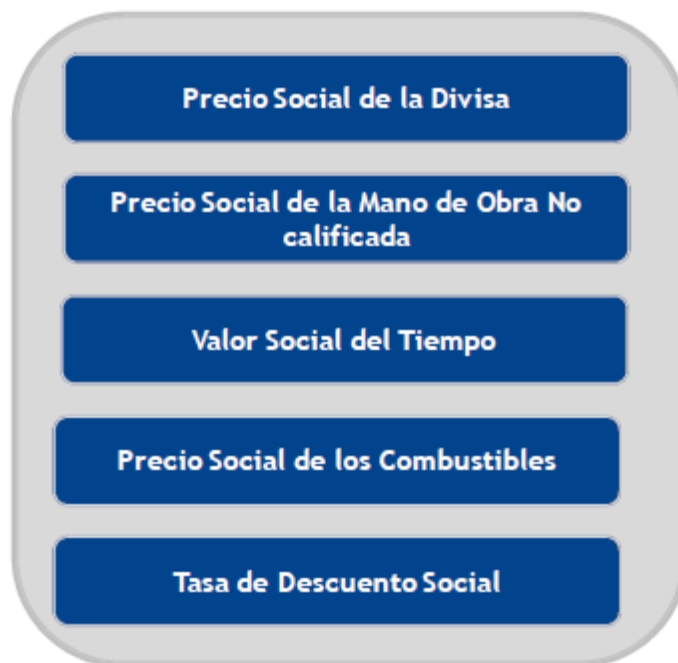 Precio Social de la Divisa
Precio Social de la Mano de Obra No
calificada
Valor Social del Tiempo
Precio Social de los Combustibles
Tasa de Descuento Social